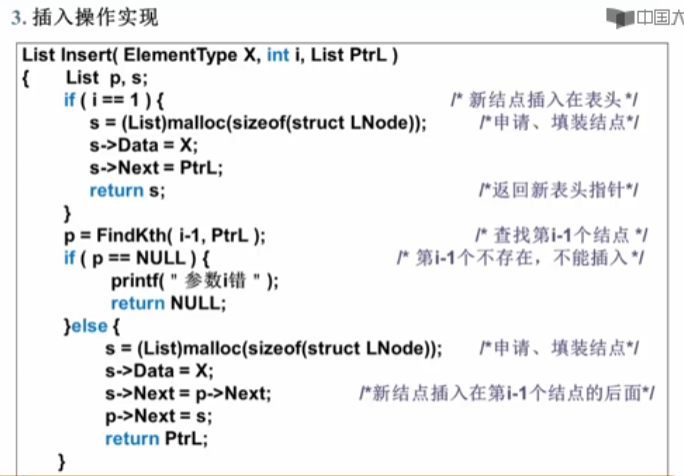 3. 插入操作实现
中国大
List Insert( ElementType X, int i, List PtrL )
{ List p, s;
if ( i == 1 ) { /* 新结点插入在表头 */
s = (List)malloc(sizeof(struct LNode)); /*申请、填装结点*/
s->Data = X;
s->Next = PtrL;
return s; /*返回新表头指针*/
}
p = FindKth( i-1, PtrL ); /* 查找第i-1个结点 */
if ( p == NULL ) { /* 第i-1个不存在，不能插入 */
printf( " 参数i错 " );
return NULL;
}else {
s = (List)malloc(sizeof(struct LNode)); /*申请、填装结点*/
s->Data = X;
s->Next = p->Next; /*新结点插入在第i-1个结点的后面*/
p->Next = s;
return PtrL;
}